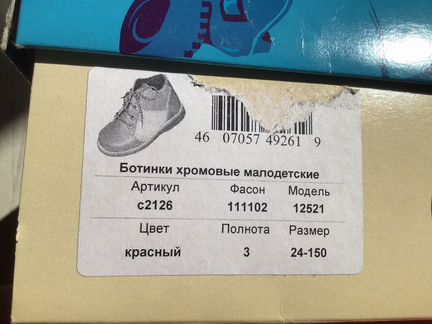 46 07057 49261 9
Ботинки хромовые малодетские
Артикул Фасон Модель
с2126 111102 12521
Цвет Полнота Размер
красный 3 24-150